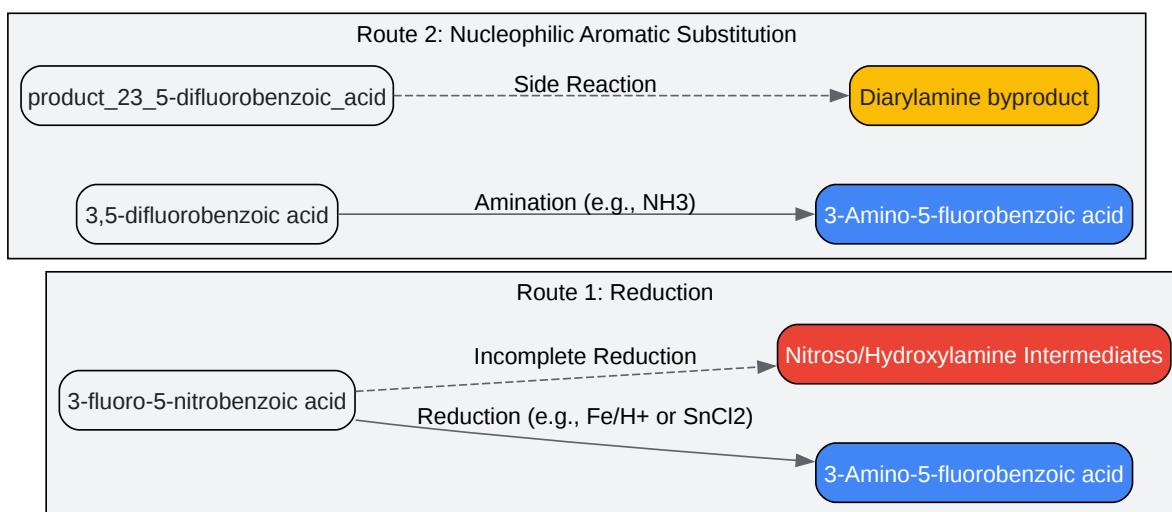 Route 2: Nucleophilic Aromatic Substitution
product_23_5-difluorobenzoic_acid
Side Reaction
Diarylamine byproduct
3,5-difluorobenzoic acid
Amination (e.g., NH3)
3-Amino-5-fluorobenzoic acid
Route 1: Reduction
3-fluoro-5-nitrobenzoic acid
Incomplete Reduction
Nitroso/Hydroxylamine Intermediates
Reduction (e.g., Fe/H+ or SnCl2)
3-Amino-5-fluorobenzoic acid